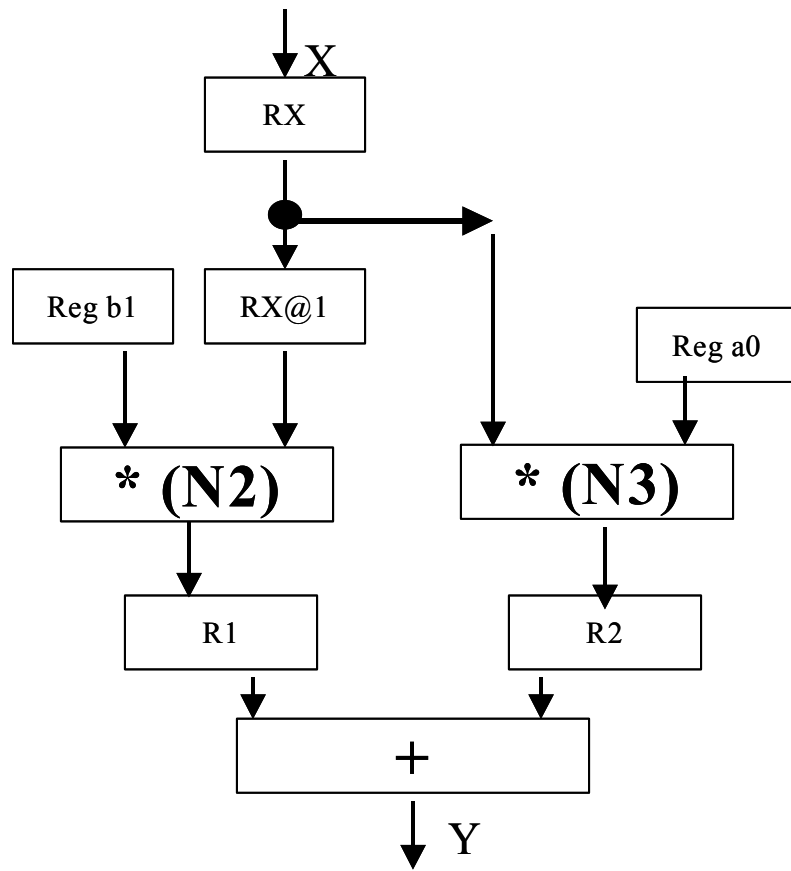 X
RX
Reg b1
RX@1
Reg a0
* (N2)
* (N3)
R1
R2
+
Y